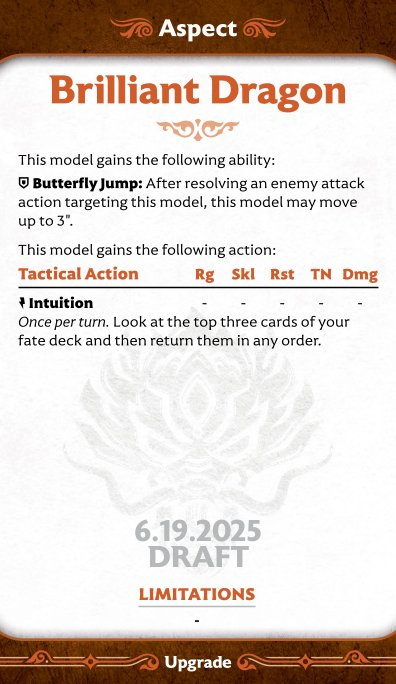 Aspect
Brilliant Dragon
This model gains the following ability:
Butterfly Jump: After resolving an enemy attack
action targeting this model, this model may move
up to 3".
This model gains the following action:
Tactical Action Rg Skl Rst TN Dmg
Intuition - - - - -
Once per turn. Look at the top three cards of your
fate deck and then return them in any order.
6.19.2025
DRAFT
LIMITATIONS
-
Upgrade